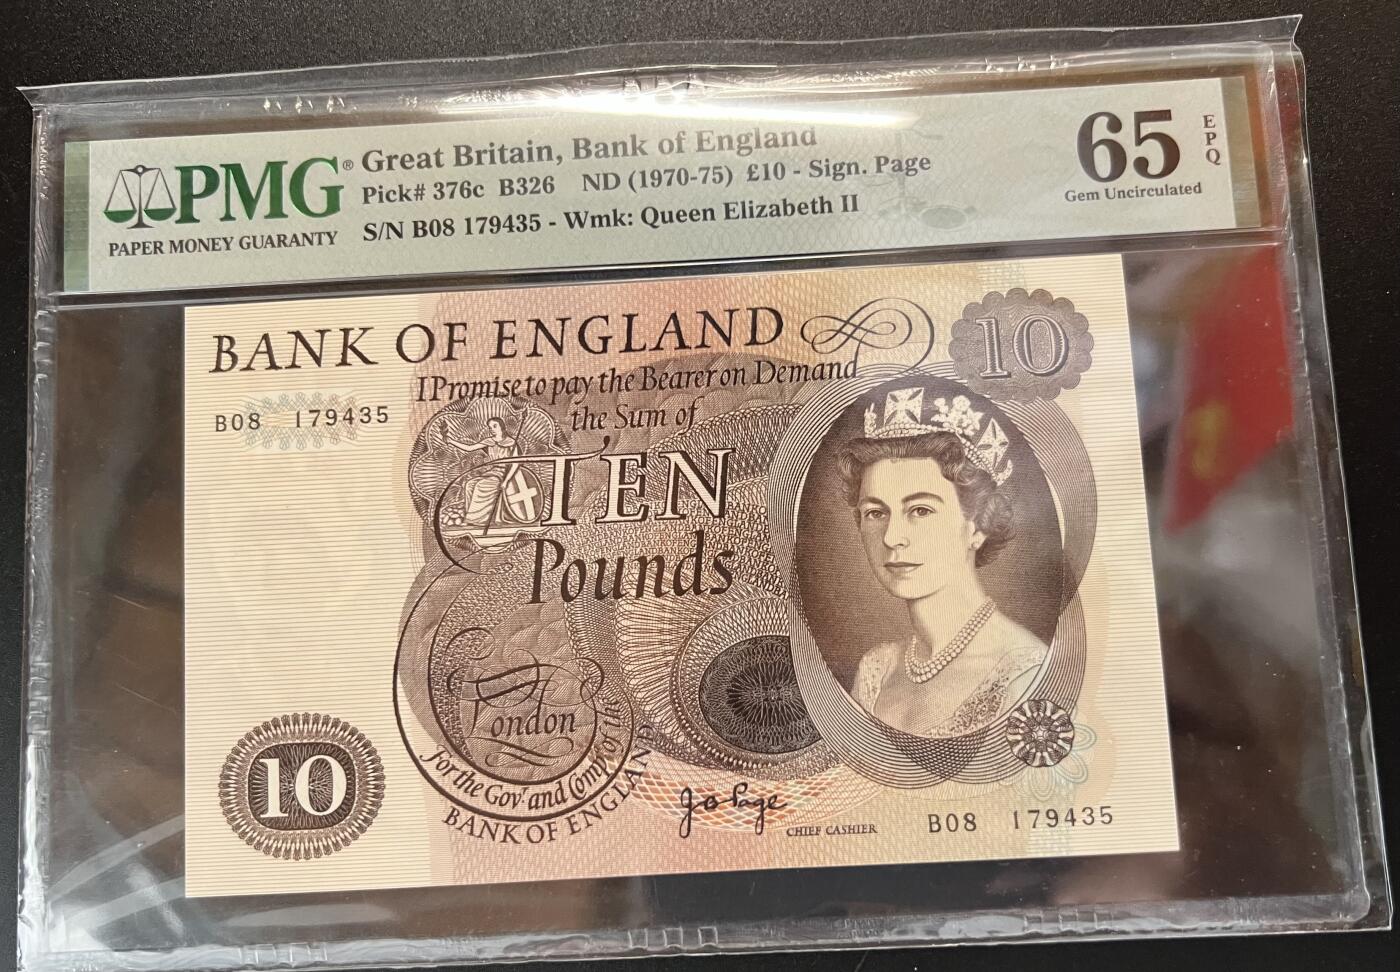 PMG®
PAPER MONEY GUARANTY
Great Britain, Bank of England
Pick# 376c B326 ND (1970-75) £10 - Sign. Page
S/N B08 179435 - Wmk: Queen Elizabeth II
65
EPQ
Gem Uncirculated
BANK OF ENGLAND
10
I Promise to pay the Bearer on Demand
the Sum of
B08 179435
TEN
Pounds
London
For the Govr. and Compa. of the
BANK OF ENGLAND
10
J O Page
CHIEF CASHIER
B08 179435